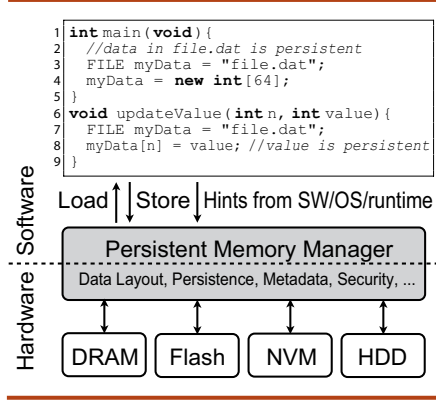 1 int main(void){
2 //data in file.dat is persistent
3 FILE myData = "file.dat";
4 myData = new int[64];
5 }
6 void updateValue(int n, int value){
7 FILE myData = "file.dat";
8 myData[n] = value; //value is persistent
9 }
Software
Load Store Hints from SW/OS/runtime
Persistent Memory Manager
Hardware
Data Layout, Persistence, Metadata, Security, ...
DRAM Flash NVM HDD